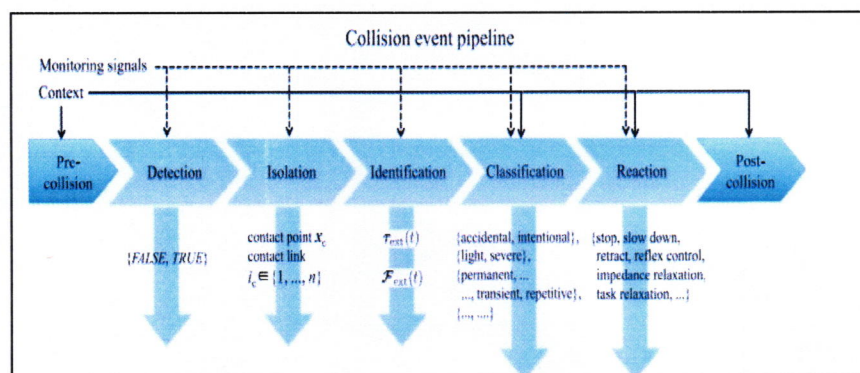 Collision event pipeline
Monitoring signals
Context
Pre-
collision
Detection
Isolation
Identification
Classification
Reaction
Post-
collision
{FALSE, TRUE}
contact point x_c
contact link
i_c ∈ {1, ..., n}
τ_ext(t)
𝓕_ext(t)
{accidental, intentional},
{light, severe},
{permanent, ...
..., transient, repetitive},
{..., ....}
{stop, slow down,
retract, reflex control,
impedance relaxation,
task relaxation, ...}